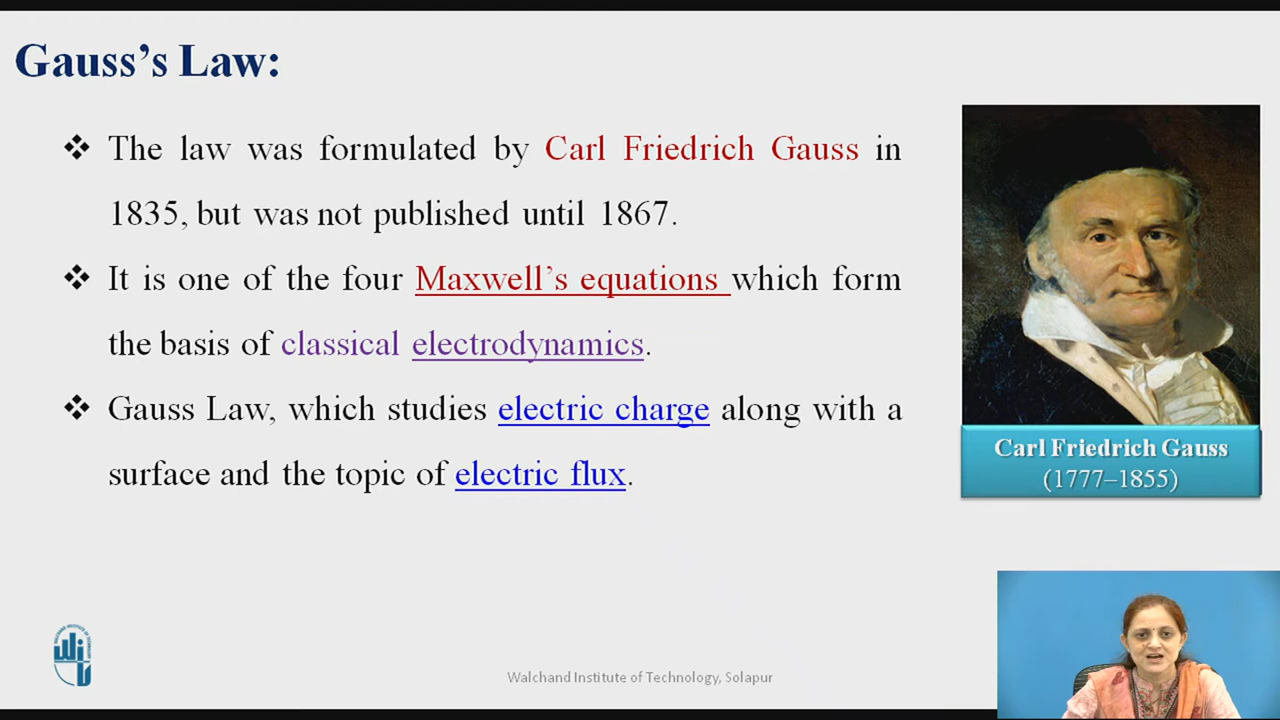 Gauss’s Law:
❖ The law was formulated by Carl Friedrich Gauss in
1835, but was not published until 1867.
❖ It is one of the four Maxwell’s equations which form
the basis of classical electrodynamics.
❖ Gauss Law, which studies electric charge along with a
surface and the topic of electric flux.
Carl Friedrich Gauss
(1777–1855)
Walchand Institute of Technology, Solapur